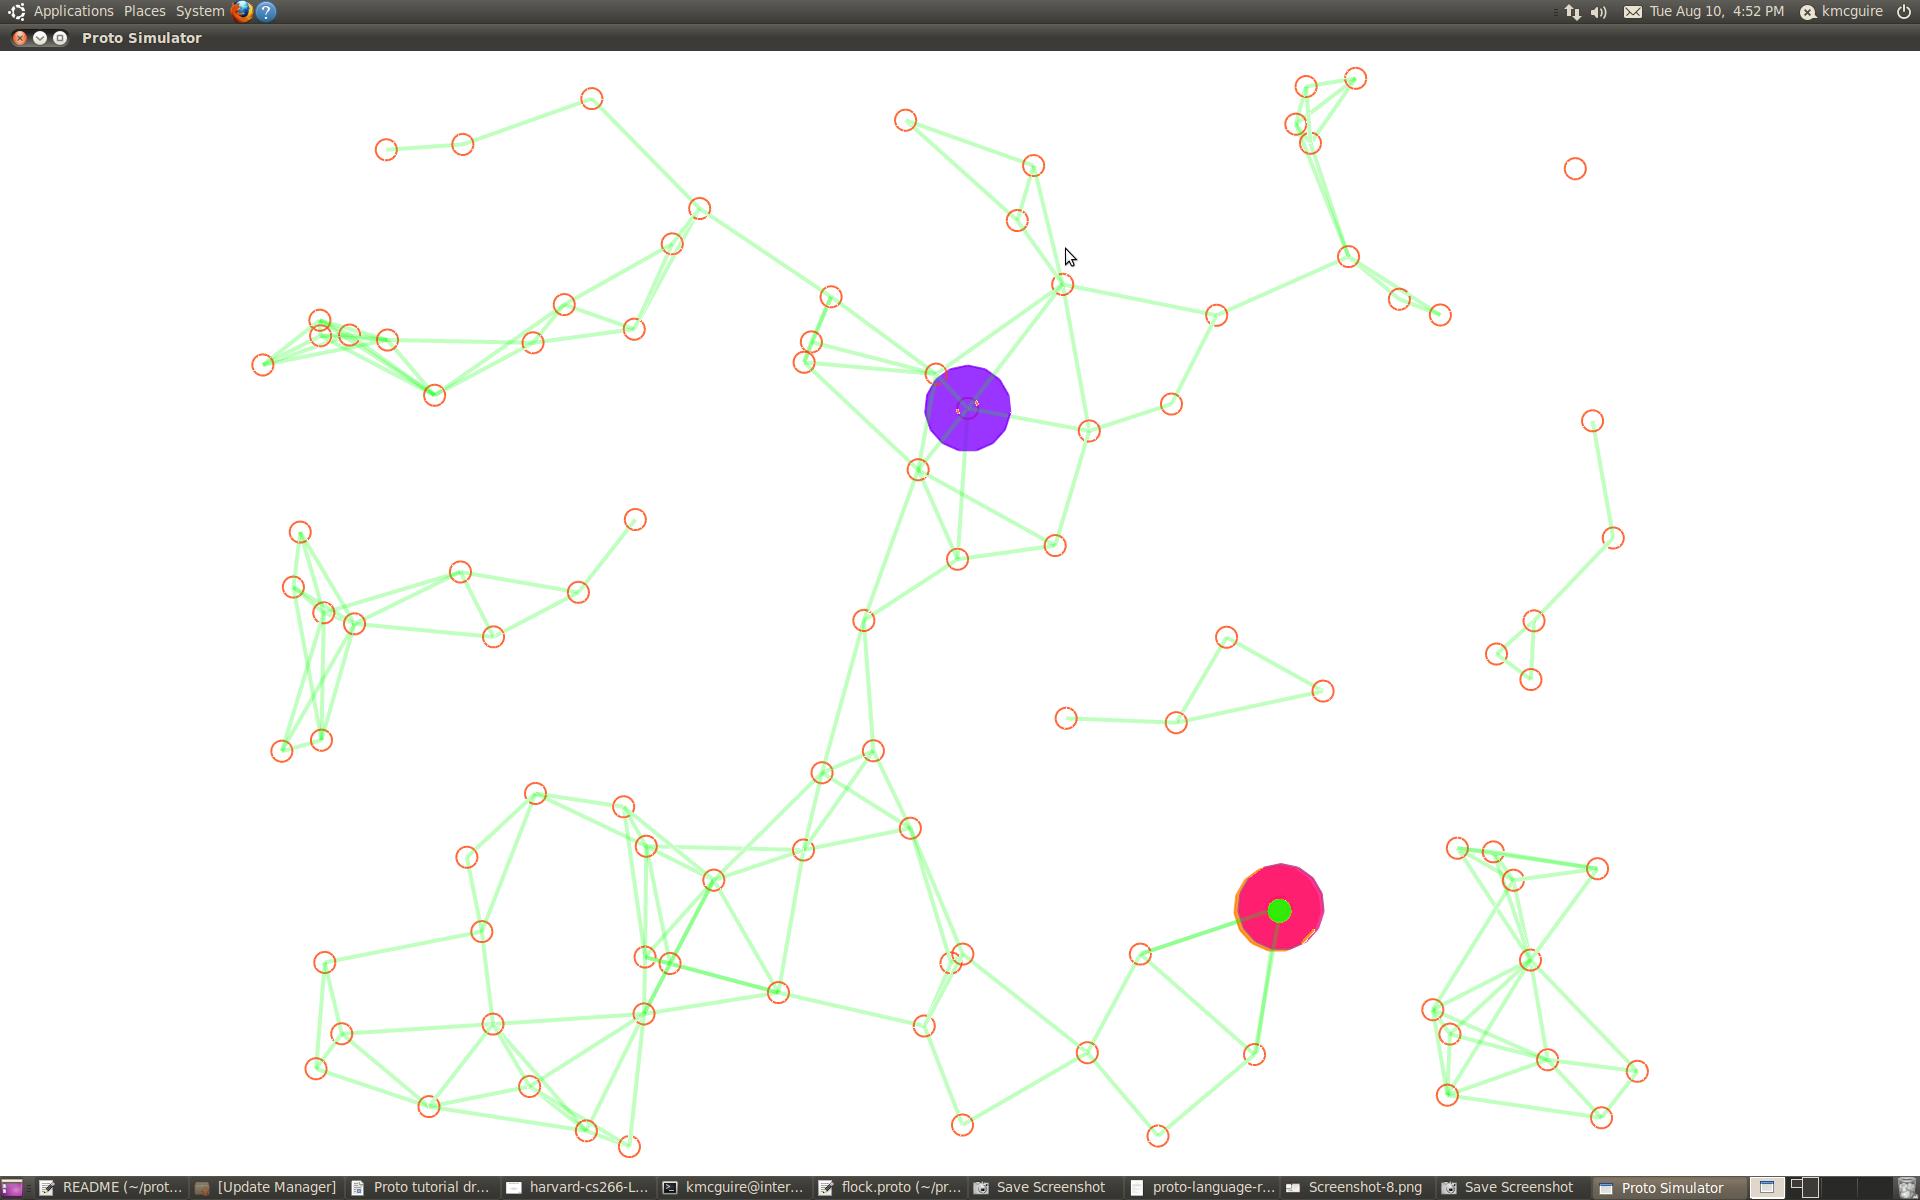 Applications Places System ? Tue Aug 10, 4:52 PM kmcguire
Proto Simulator
README (~/prot... [Update Manager] Proto tutorial dr... harvard-cs266-L... kmcguire@inter... flock.proto (~/pr... Save Screenshot proto-language-r... Screenshot-8.png Save Screenshot Proto Simulator